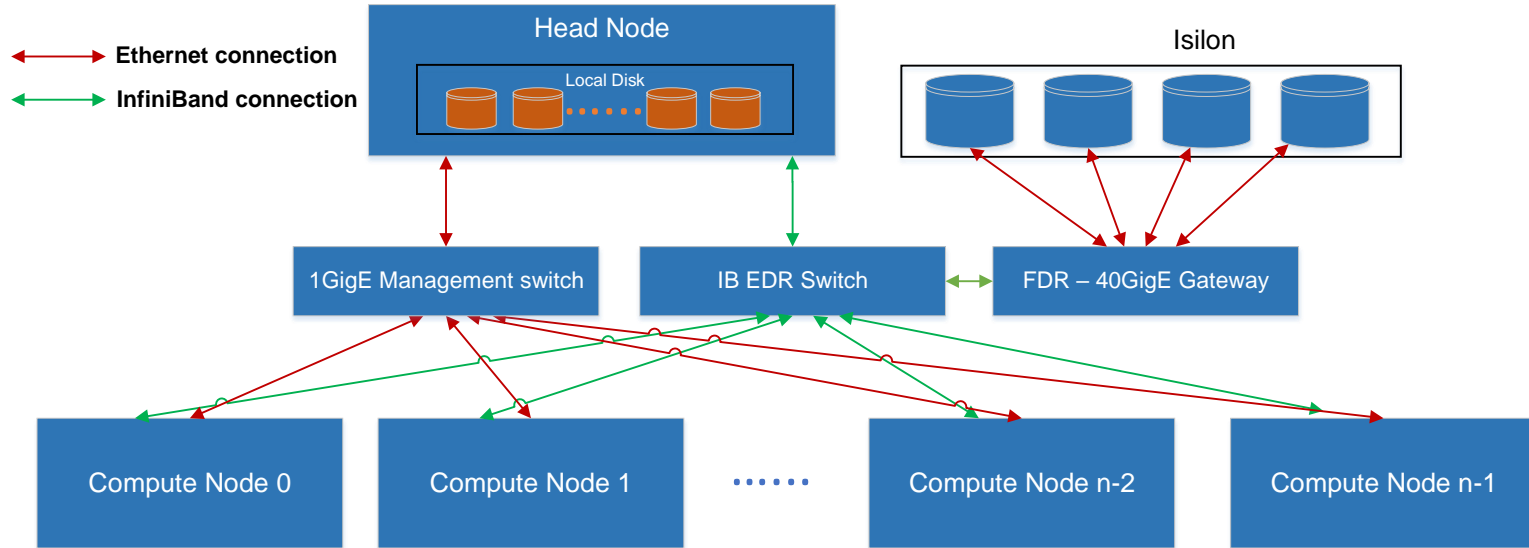 Head Node
Isilon
Ethernet connection
Local Disk
InfiniBand connection
1GigE Management switch
IB EDR Switch
FDR – 40GigE Gateway
Compute Node 0
Compute Node 1
Compute Node n-2
Compute Node n-1